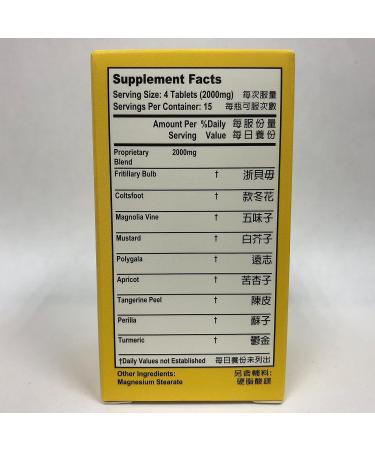 Supplement Facts
Serving Size: 4 Tablets (2000mg) 每次服量
Servings Per Container: 15 每瓶可服次數
Amount Per %Daily 每服份量
Serving Value 每日養份
Proprietary 2000mg
Blend
Fritillary Bulb † 浙貝毋
Coltsfoot † 款冬花
Magnolia Vine † 五味子
Mustard † 白芥子
Polygala † 遠志
Apricot † 苦杏子
Tangerine Peel † 陳皮
Perilla † 蘇子
Turmeric † 鬱金
†Daily Values not Established 每日養份未列出
Other Ingredients: 另含輔料:
Magnesium Stearate 硬脂酸鎂